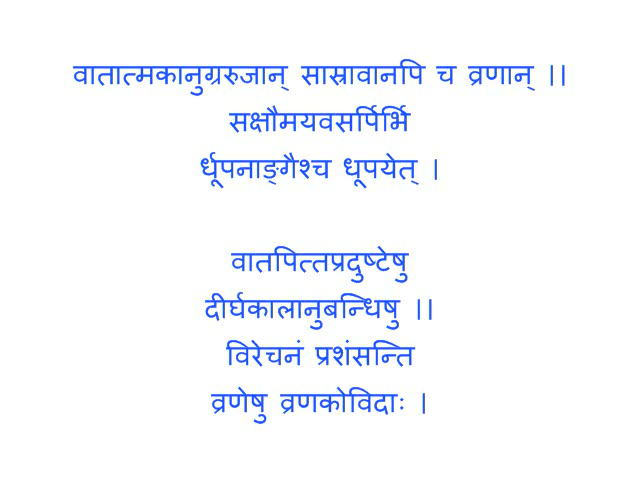 वातात्मकानुग्ररुजान् सास्रावानपि च व्रणान् ।।
सक्षौमयवसर्पिर्भि
र्धूपनाङ्गैश्च धूपयेत् ।
वातपित्तप्रदुष्टेषु
दीर्घकालानुबन्धिषु ।।
विरेचनं प्रशंसन्ति
व्रणेषु व्रणकोविदाः ।